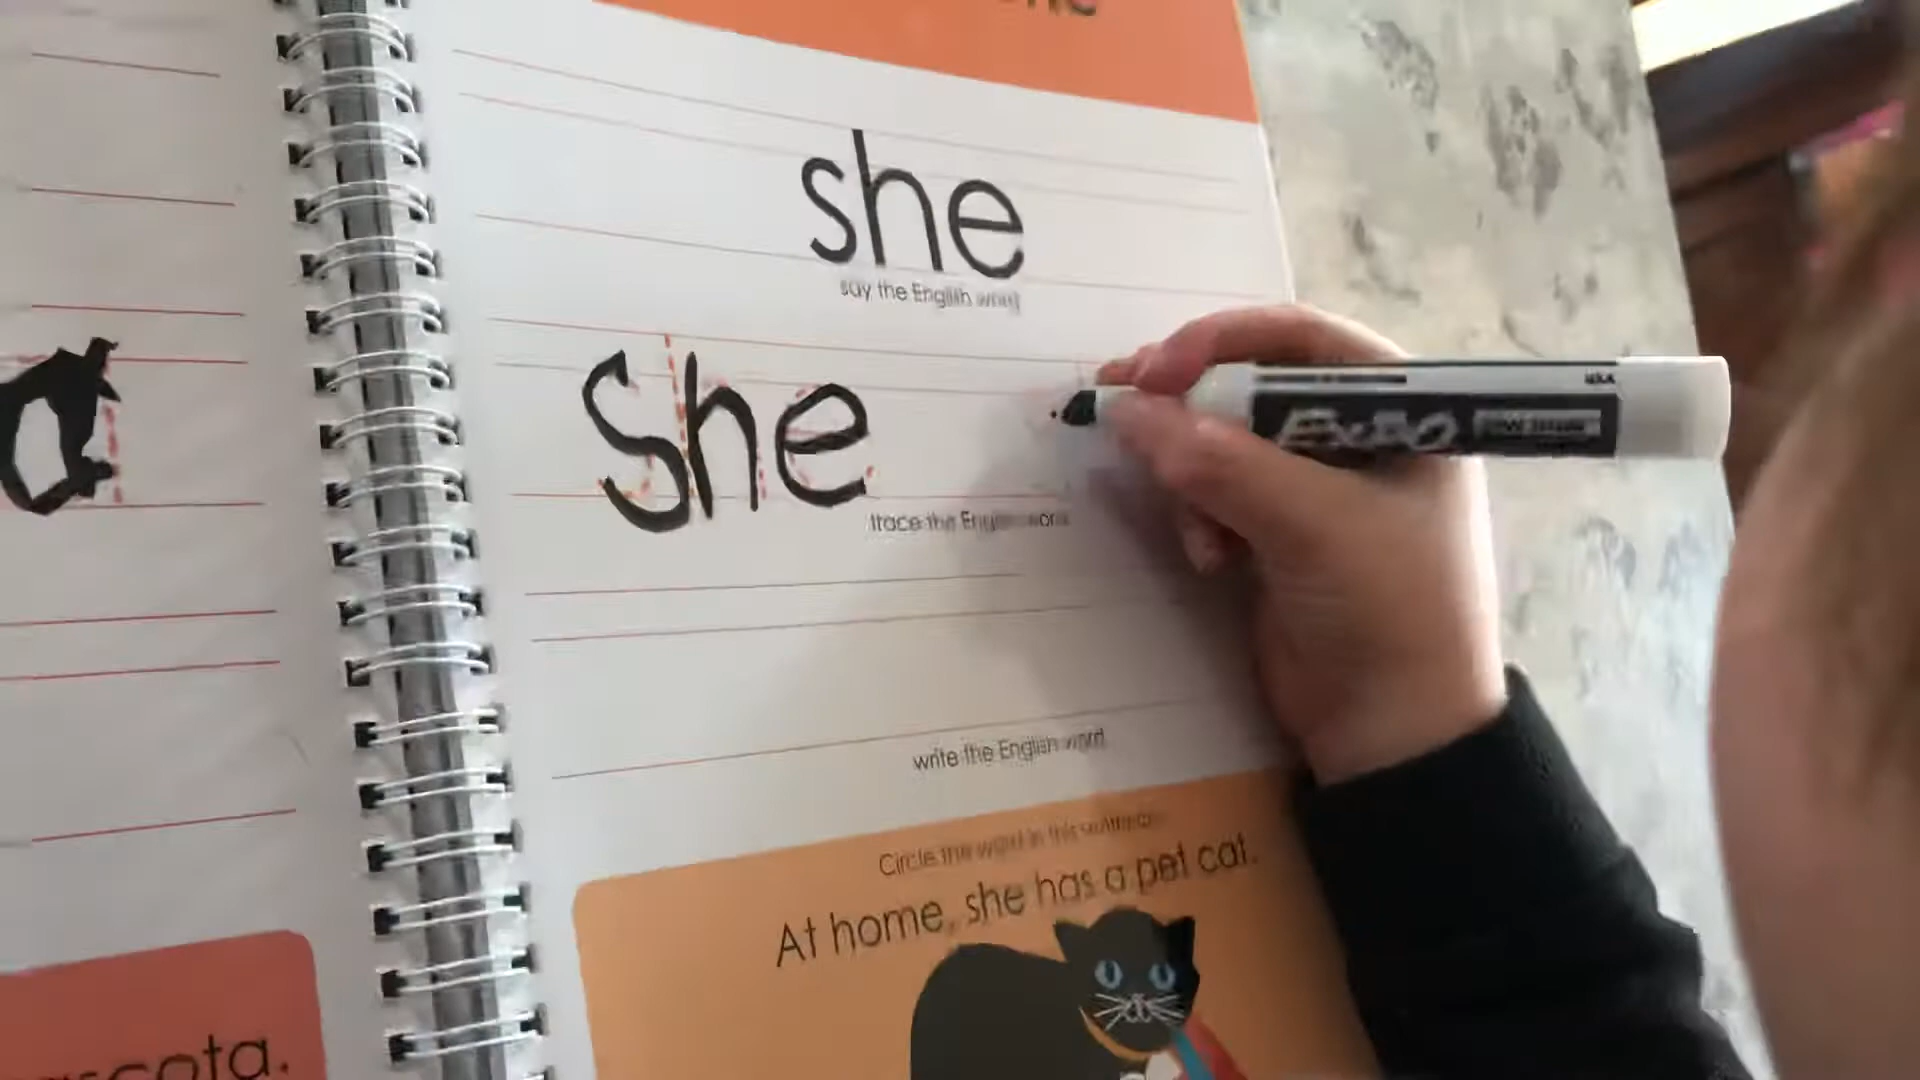 she
say the English word
she
trace the English word
EXPO
USA
write the English word
Circle the word in this sentence.
At home, she has a pet cat.